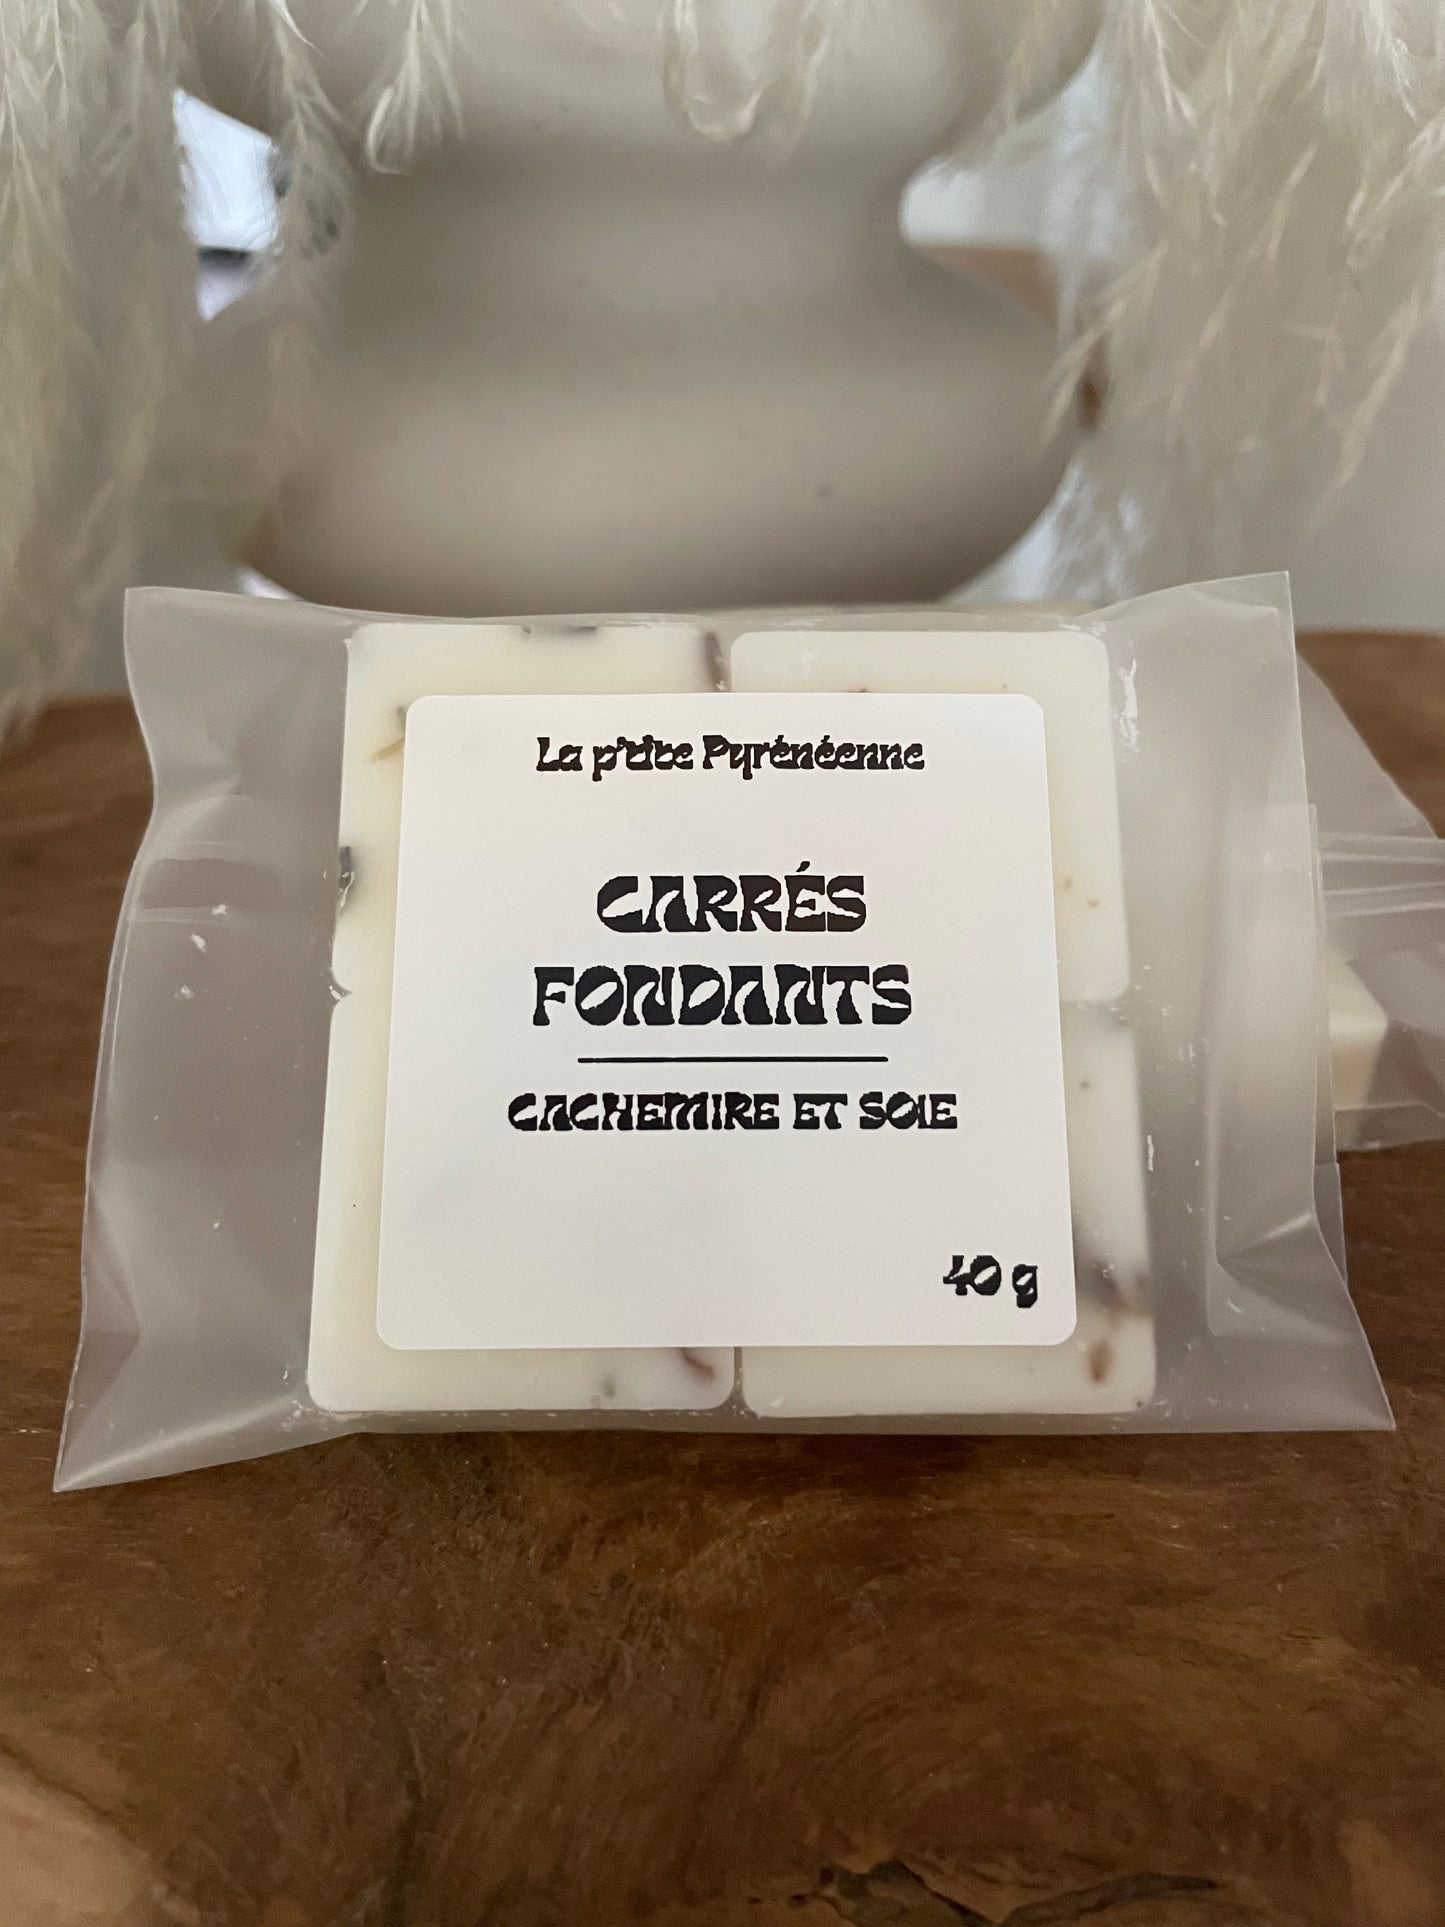 La p'tite Pyrénéenne
CARRÉS
FONDANTS
CACHEMIRE ET SOIE
40 g